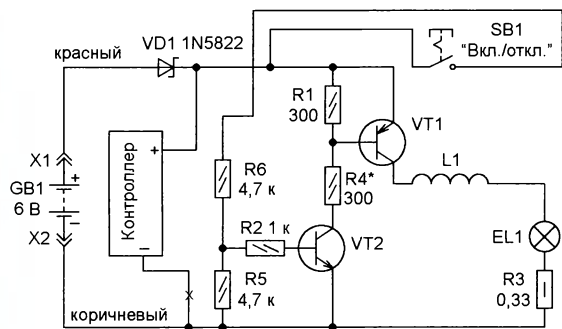 красный
VD1 1N5822
SB1
“Вкл./откл.”
R1
300
VT1
X1
GB1
6 В
X2
+
−
Контроллер
+
−
R6
4,7 к
R4*
300
L1
R2 1 к
VT2
EL1
R5
4,7 к
R3
0,33
коричневый